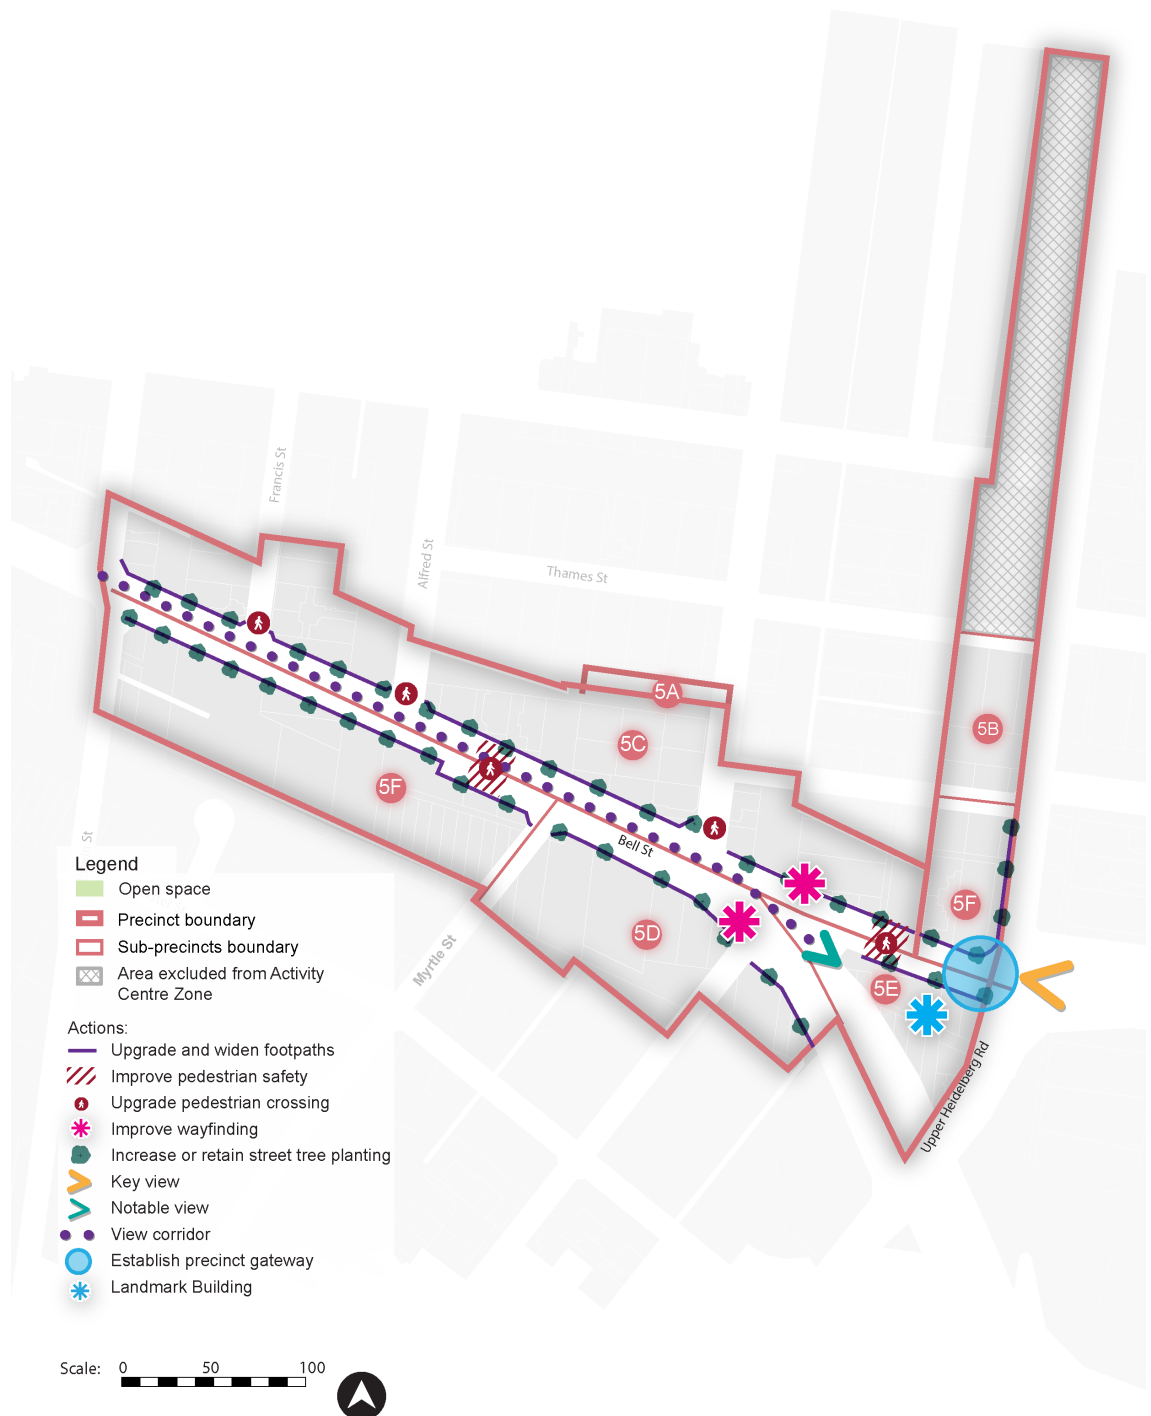 Francis St
Alfred St
Thames St
5A
5C
5B
5F
Bell St
5F
5D
5E
Myrtle St
Upper Heidelberg Rd
St
Legend
Open space
Precinct boundary
Sub-precincts boundary
Area excluded from Activity
Centre Zone
Actions:
Upgrade and widen footpaths
Improve pedestrian safety
Upgrade pedestrian crossing
Improve wayfinding
Increase or retain street tree planting
Key view
Notable view
View corridor
Establish precinct gateway
Landmark Building
Scale: 0 50 100